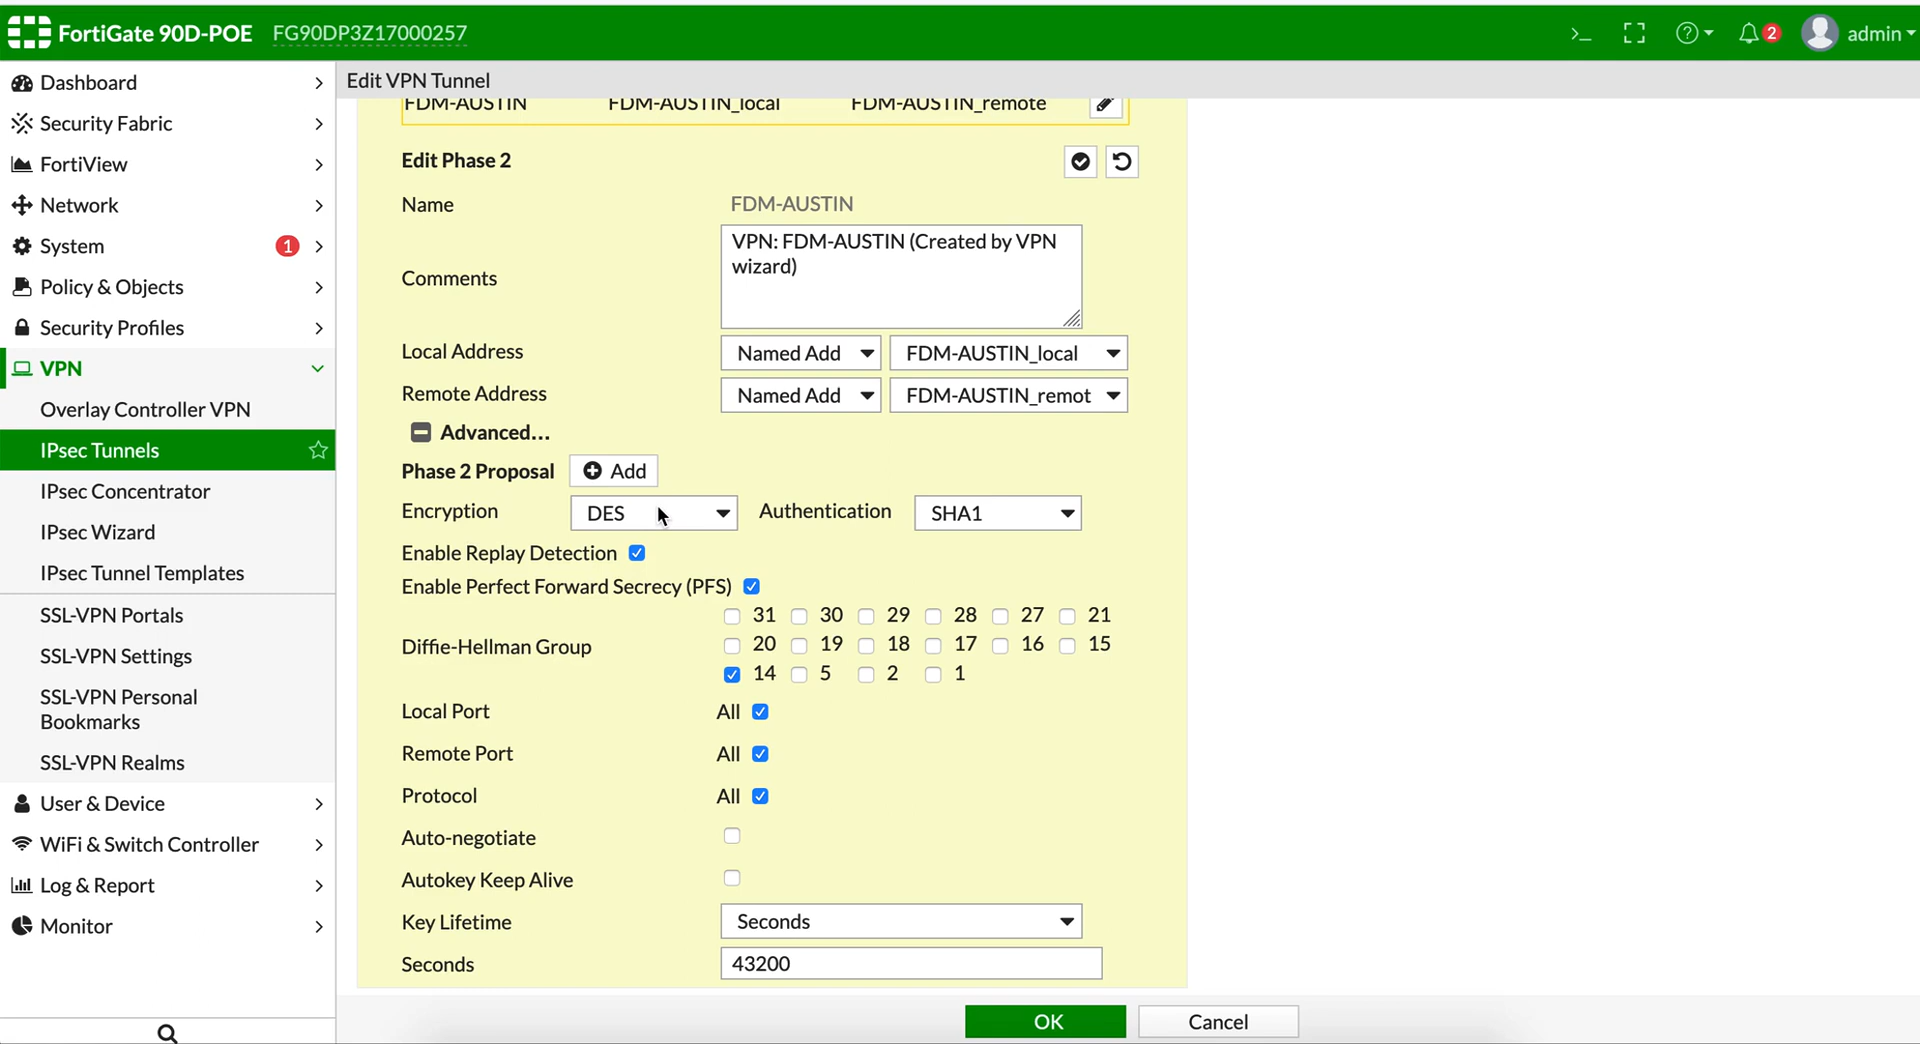 FortiGate 90D-POE FG90DP3Z17000257
2
admin
Dashboard
Security Fabric
FortiView
Network
System 1
Policy & Objects
Security Profiles
VPN
Overlay Controller VPN
IPsec Tunnels
IPsec Concentrator
IPsec Wizard
IPsec Tunnel Templates
SSL-VPN Portals
SSL-VPN Settings
SSL-VPN Personal
Bookmarks
SSL-VPN Realms
User & Device
WiFi & Switch Controller
Log & Report
Monitor
Edit VPN Tunnel
FDM-AUSTIN FDM-AUSTIN_local FDM-AUSTIN_remote
Edit Phase 2
Name FDM-AUSTIN
Comments
VPN: FDM-AUSTIN (Created by VPN
wizard)
Local Address Named Add FDM-AUSTIN_local
Remote Address Named Add FDM-AUSTIN_remot
Advanced...
Phase 2 Proposal Add
Encryption DES Authentication SHA1
Enable Replay Detection
Enable Perfect Forward Secrecy (PFS)
Diffie-Hellman Group
31 30 29 28 27 21
20 19 18 17 16 15
14 5 2 1
Local Port All
Remote Port All
Protocol All
Auto-negotiate
Autokey Keep Alive
Key Lifetime Seconds
Seconds 43200
OK Cancel